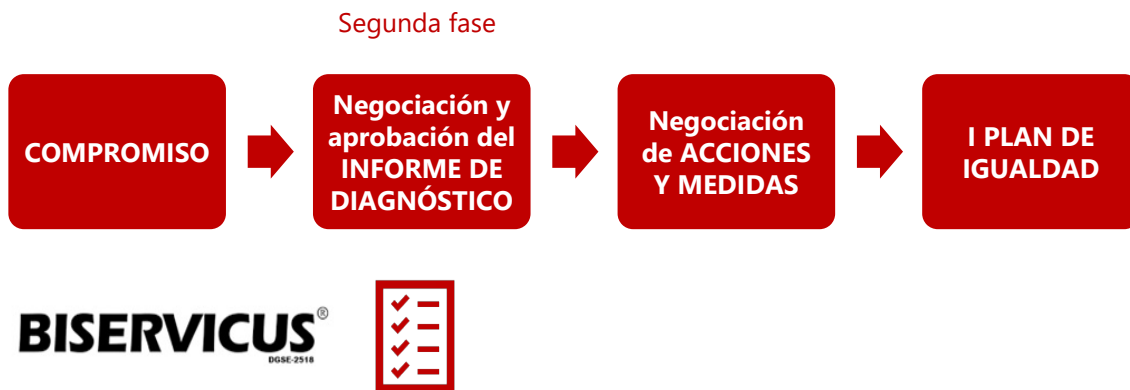 Segunda fase
COMPROMISO
Negociación y
aprobación del
INFORME DE
DIAGNÓSTICO
Negociación
de ACCIONES
Y MEDIDAS
I PLAN DE
IGUALDAD
BISERVICUS®
DGSE-2518